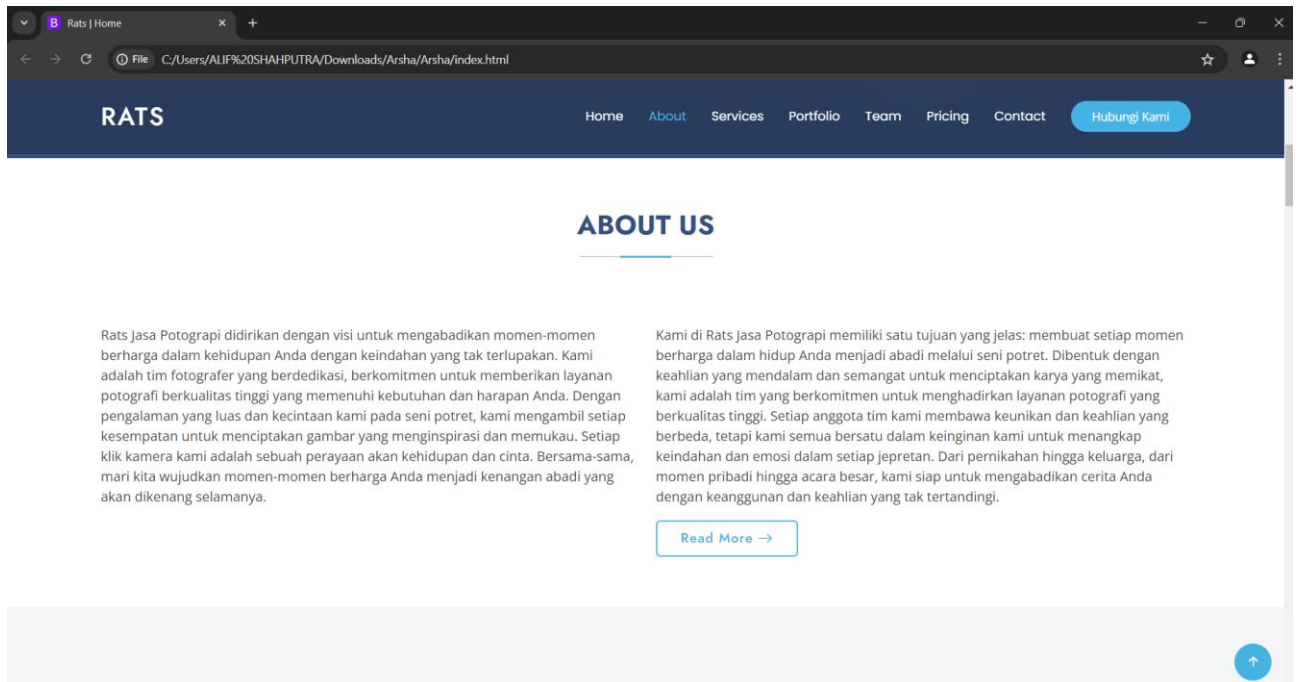 Rats | Home
File C:/Users/ALIF%20SHAHPUTRA/Downloads/Arsha/Arsha/index.html
RATS Home About Services Portfolio Team Pricing Contact Hubungi Kami
ABOUT US
Rats Jasa Potograpi didirikan dengan visi untuk mengabadikan momen-momen
berharga dalam kehidupan Anda dengan keindahan yang tak terlupakan. Kami
adalah tim fotografer yang berdedikasi, berkomitmen untuk memberikan layanan
potografi berkualitas tinggi yang memenuhi kebutuhan dan harapan Anda. Dengan
pengalaman yang luas dan kecintaan kami pada seni potret, kami mengambil setiap
kesempatan untuk menciptakan gambar yang menginspirasi dan memukau. Setiap
klik kamera kami adalah sebuah perayaan akan kehidupan dan cinta. Bersama-sama,
mari kita wujudkan momen-momen berharga Anda menjadi kenangan abadi yang
akan dikenang selamanya.
Kami di Rats Jasa Potograpi memiliki satu tujuan yang jelas: membuat setiap momen
berharga dalam hidup Anda menjadi abadi melalui seni potret. Dibentuk dengan
keahlian yang mendalam dan semangat untuk menciptakan karya yang memikat,
kami adalah tim yang berkomitmen untuk menghadirkan layanan potografi yang
berkualitas tinggi. Setiap anggota tim kami membawa keunikan dan keahlian yang
berbeda, tetapi kami semua bersatu dalam keinginan kami untuk menangkap
keindahan dan emosi dalam setiap jepretan. Dari pernikahan hingga keluarga, dari
momen pribadi hingga acara besar, kami siap untuk mengabadikan cerita Anda
dengan keanggunan dan keahlian yang tak tertandingi.
Read More →